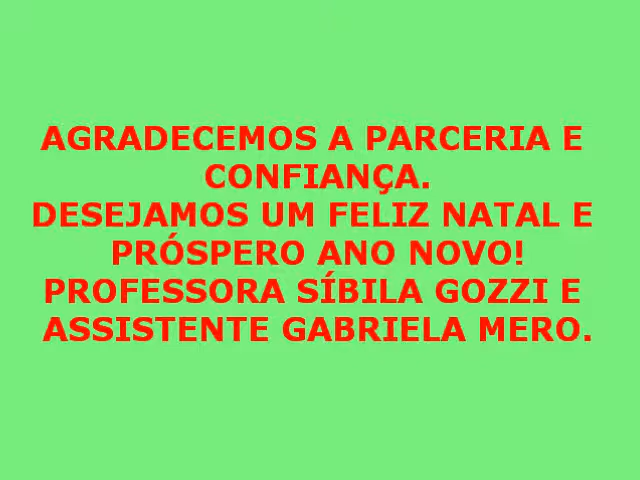 AGRADECEMOS A PARCERIA E
CONFIANÇA.
DESEJAMOS UM FELIZ NATAL E
PRÓSPERO ANO NOVO!
PROFESSORA SÍBILA GOZZI E
ASSISTENTE GABRIELA MERO.